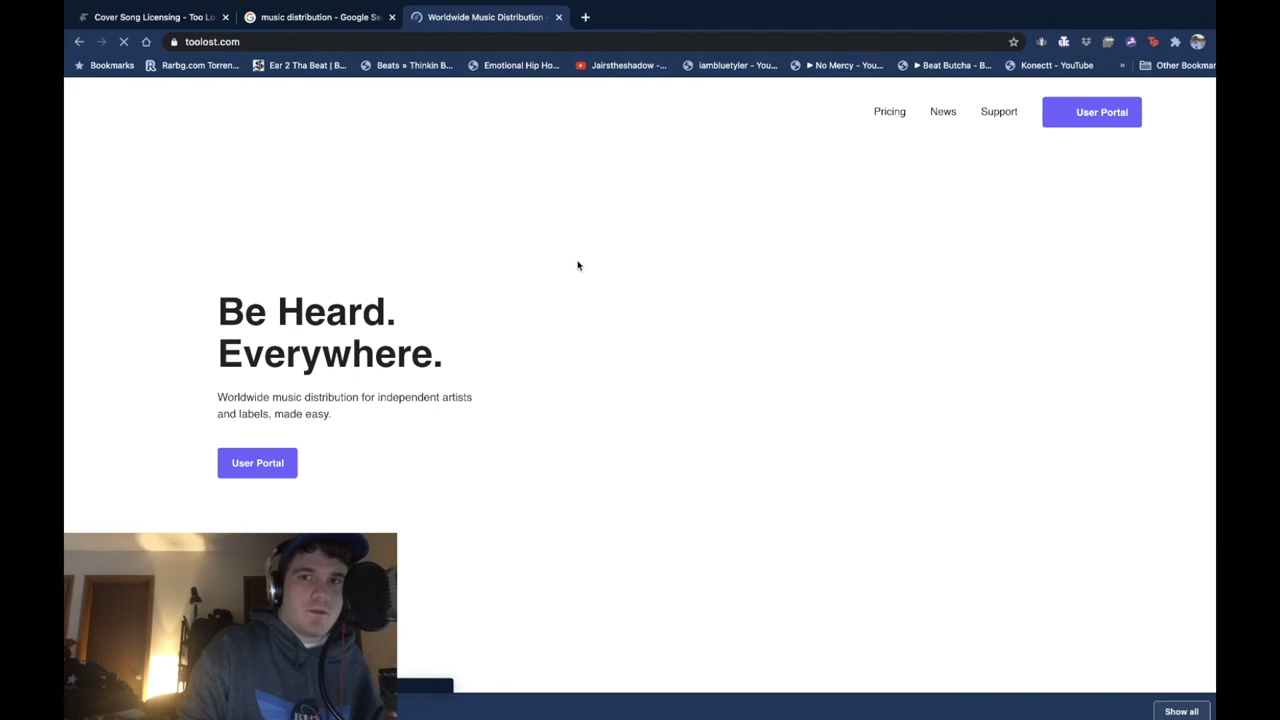 Cover Song Licensing - Too Lo
music distribution - Google Se
Worldwide Music Distribution -
toolost.com
Bookmarks
Rarbg.com Torren...
Ear 2 Tha Beat | B...
Beats » Thinkin B...
Emotional Hip Ho...
Jairstheshadow -...
iambluetyler - You...
► No Mercy - You...
► Beat Butcha - B...
Konectt - YouTube
»
Other Bookmar
Pricing
News
Support
User Portal
Be Heard.
Everywhere.
Worldwide music distribution for independent artists
and labels, made easy.
User Portal
Show all